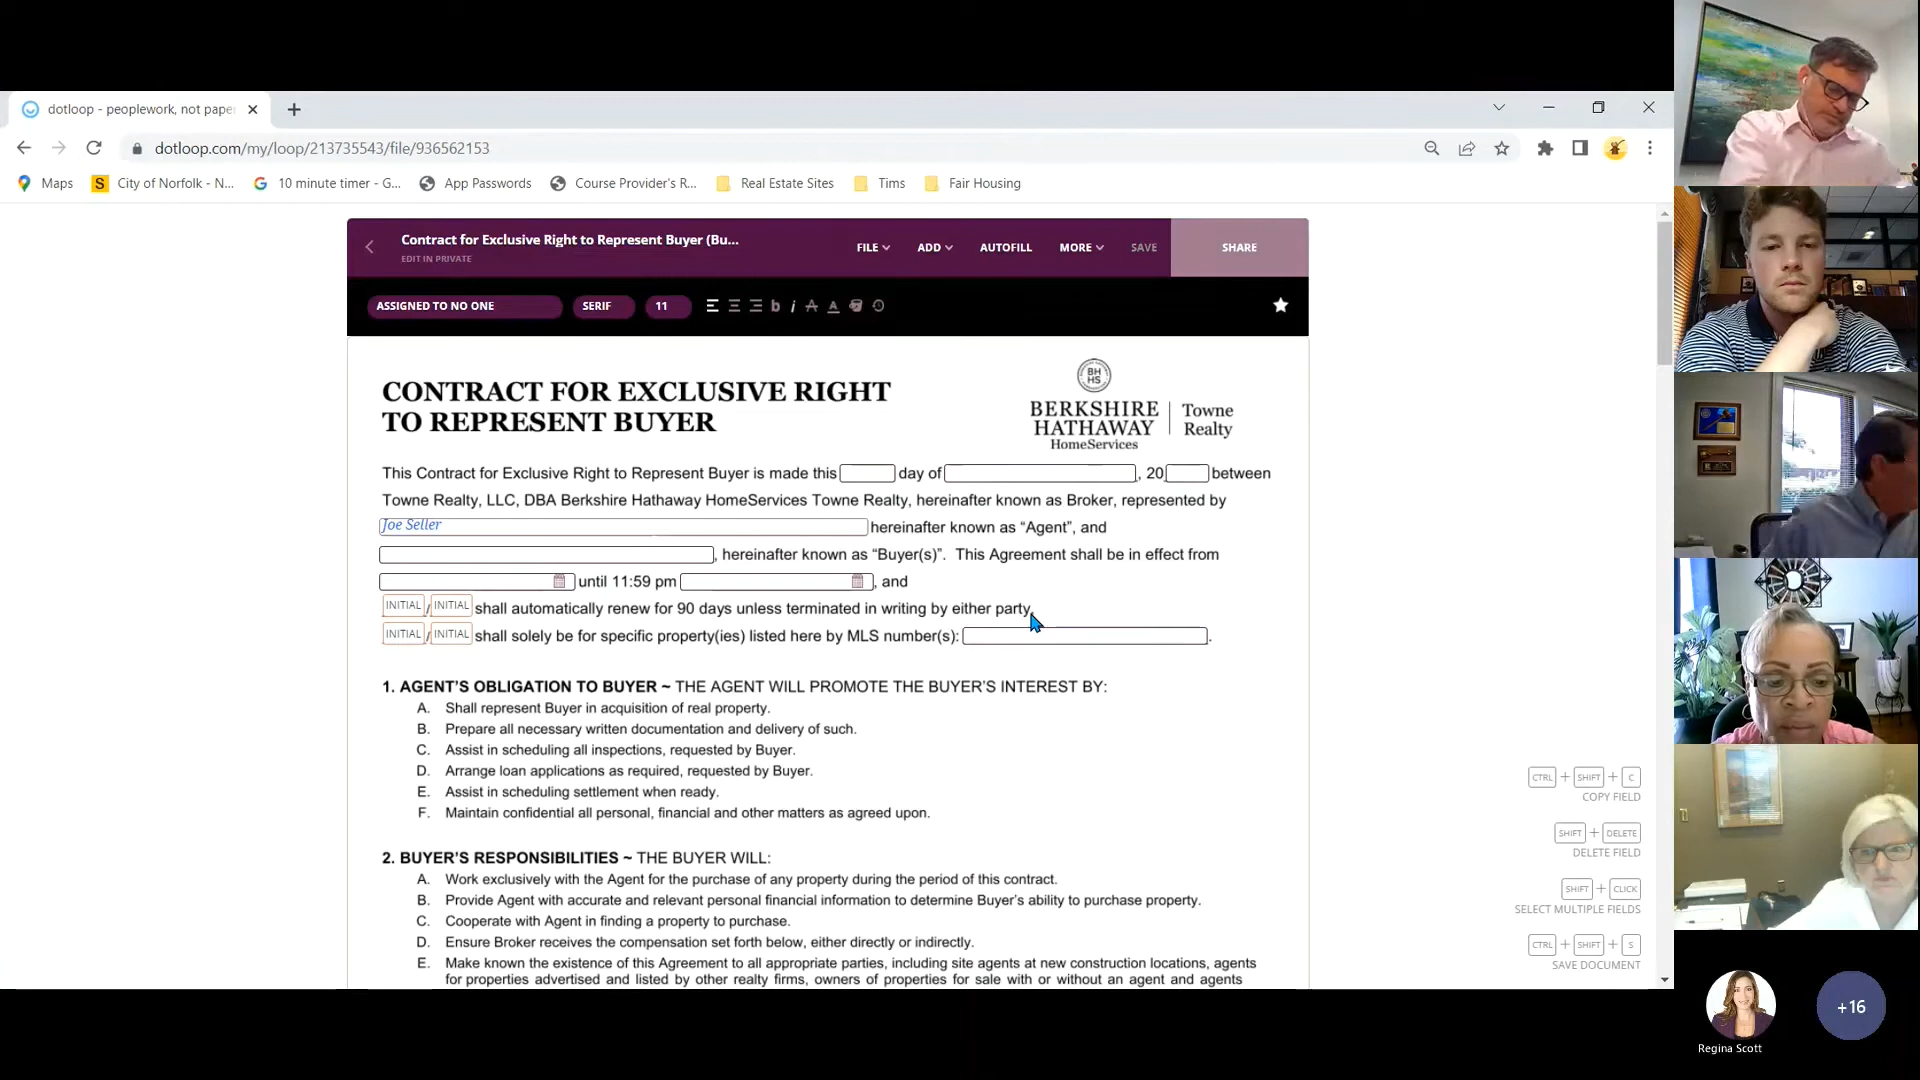 dotloop - peoplework, not paper
dotloop.com/my/loop/213735543/file/936562153
Maps
S
City of Norfolk - N...
10 minute timer - G...
App Passwords
Course Provider's R...
Real Estate Sites
Tims
Fair Housing
Contract for Exclusive Right to Represent Buyer (Bu...
EDIT IN PRIVATE
FILE
ADD
AUTOFILL
MORE
SAVE
SHARE
ASSIGNED TO NO ONE
SERIF
11
b i A A
CONTRACT FOR EXCLUSIVE RIGHT
TO REPRESENT BUYER
BH
HS
BERKSHIRE
HATHAWAY
HomeServices
Towne
Realty
This Contract for Exclusive Right to Represent Buyer is made this day of , 20 between
Towne Realty, LLC, DBA Berkshire Hathaway HomeServices Towne Realty, hereinafter known as Broker, represented by
Joe Seller hereinafter known as “Agent”, and
, hereinafter known as “Buyer(s)”. This Agreement shall be in effect from
until 11:59 pm , and
INITIAL / INITIAL shall automatically renew for 90 days unless terminated in writing by either party.
INITIAL / INITIAL shall solely be for specific property(ies) listed here by MLS number(s): .
1. AGENT’S OBLIGATION TO BUYER ~ THE AGENT WILL PROMOTE THE BUYER’S INTEREST BY:
A. Shall represent Buyer in acquisition of real property.
B. Prepare all necessary written documentation and delivery of such.
C. Assist in scheduling all inspections, requested by Buyer.
D. Arrange loan applications as required, requested by Buyer.
E. Assist in scheduling settlement when ready.
F. Maintain confidential all personal, financial and other matters as agreed upon.
2. BUYER’S RESPONSIBILITIES ~ THE BUYER WILL:
A. Work exclusively with the Agent for the purchase of any property during the period of this contract.
B. Provide Agent with accurate and relevant personal financial information to determine Buyer’s ability to purchase property.
C. Cooperate with Agent in finding a property to purchase.
D. Ensure Broker receives the compensation set forth below, either directly or indirectly.
E. Make known the existence of this Agreement to all appropriate parties, including site agents at new construction locations, agents
for properties advertised and listed by other realty firms, owners of properties for sale with or without an agent and agents
CTRL + SHIFT + C
COPY FIELD
SHIFT + DELETE
DELETE FIELD
SHIFT + CLICK
SELECT MULTIPLE FIELDS
CTRL + SHIFT + S
SAVE DOCUMENT
+16
Regina Scott